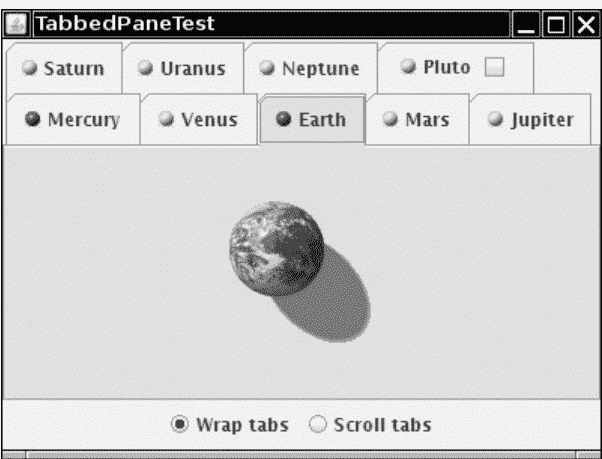 TabbedPaneTest
Saturn Uranus Neptune Pluto
Mercury Venus Earth Mars Jupiter
Wrap tabs Scroll tabs